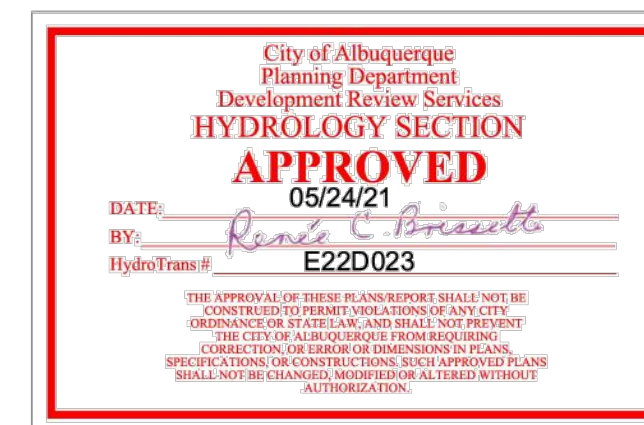 City of Albuquerque
Planning Department
Development Review Services
HYDROLOGY SECTION
APPROVED
DATE: 05/24/21
BY: Renée C. Brissette
HydroTrans # E22D023
THE APPROVAL OF THESE PLANS/REPORT SHALL NOT BE
CONSTRUED TO PERMIT VIOLATIONS OF ANY CITY
ORDINANCE OR STATE LAW, AND SHALL NOT PREVENT
THE CITY OF ALBUQUERQUE FROM REQUIRING
CORRECTION, OR ERROR OR DIMENSIONS IN PLANS,
SPECIFICATIONS, OR CONSTRUCTIONS. SUCH APPROVED PLANS
SHALL NOT BE CHANGED, MODIFIED OR ALTERED WITHOUT
AUTHORIZATION.